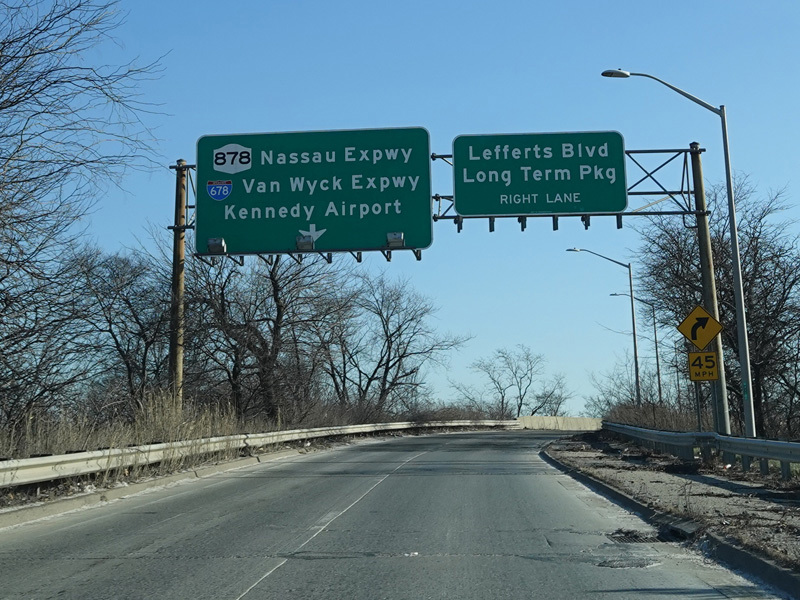 878 Nassau Expwy
678 Van Wyck Expwy
Kennedy Airport
Lefferts Blvd
Long Term Pkg
RIGHT LANE
45
MPH